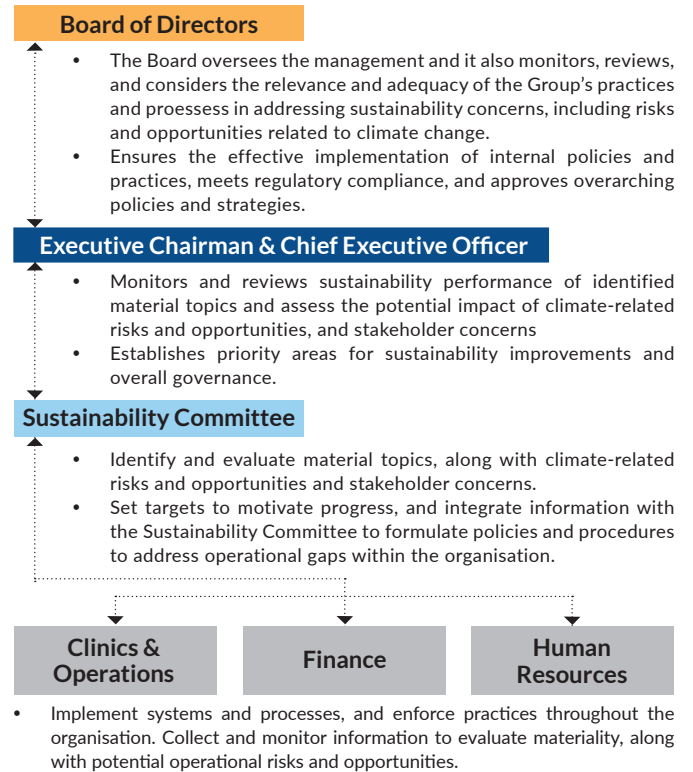 Board of Directors
• The Board oversees the management and it also monitors, reviews,
and considers the relevance and adequacy of the Group's practices
and proessess in addressing sustainability concerns, including risks
and opportunities related to climate change.
• Ensures the effective implementation of internal policies and
practices, meets regulatory compliance, and approves overarching
policies and strategies.
Executive Chairman & Chief Executive Officer
• Monitors and reviews sustainability performance of identified
material topics and assess the potential impact of climate-related
risks and opportunities, and stakeholder concerns
• Establishes priority areas for sustainability improvements and
overall governance.
Sustainability Committee
• Identify and evaluate material topics, along with climate-related
risks and opportunities and stakeholder concerns.
• Set targets to motivate progress, and integrate information with
the Sustainability Committee to formulate policies and procedures
to address operational gaps within the organisation.
Clinics &
Operations
Finance
Human
Resources
• Implement systems and processes, and enforce practices throughout the
organisation. Collect and monitor information to evaluate materiality, along
with potential operational risks and opportunities.